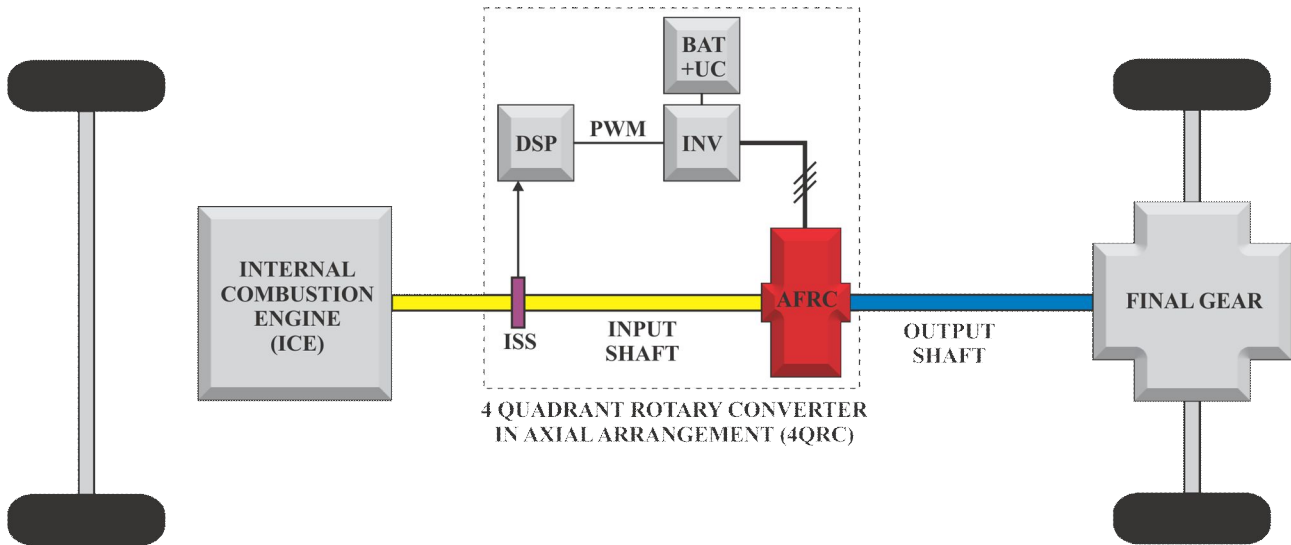 BAT
+UC
DSP
PWM
INV
INTERNAL
COMBUSTION
ENGINE
(ICE)
ISS
INPUT
SHAFT
AFRC
OUTPUT
SHAFT
FINAL GEAR
4 QUADRANT ROTARY CONVERTER
IN AXIAL ARRANGEMENT (4QRC)